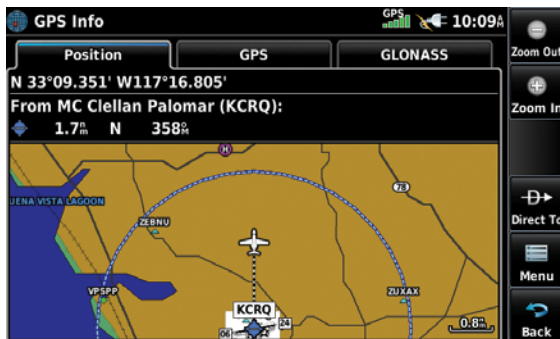 GPS Info
GPS
10:09A
Position
GPS
GLONASS
N 33°09.351' W117°16.805'
From MC Clellan Palomar (KCRQ):
1.7nm N 358°M
Zoom Out
Zoom In
Direct To
Menu
Back
H
78
UENA VISTA LAGOON
ZEBNU
VPSPP
ZUXAX
KCRQ
06
24
0.8nm